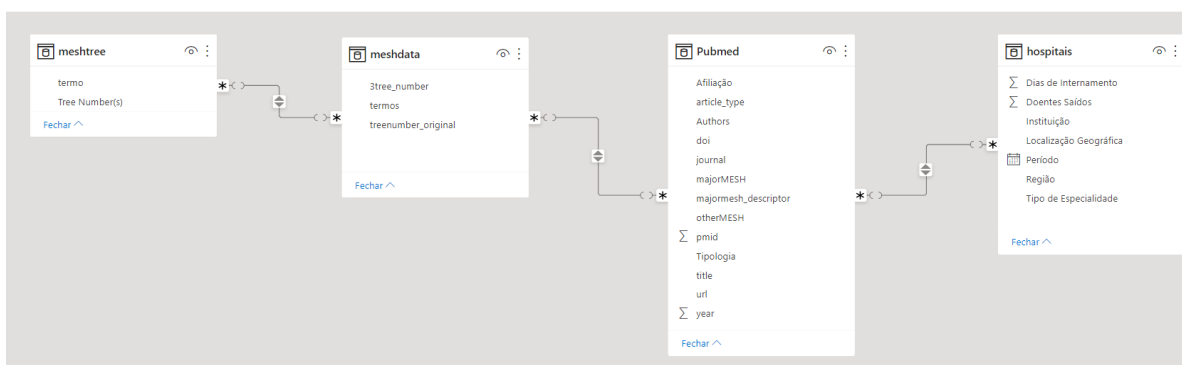 meshtree
termo
Tree Number(s)
Fechar
meshdata
3tree_number
termos
treenumber_original
Fechar
Pubmed
Afiliação
article_type
Authors
doi
journal
majorMESH
majormesh_descriptor
otherMESH
pmid
Tipologia
title
url
year
Fechar
hospitais
Dias de Internamento
Doentes Saídos
Instituição
Localização Geográfica
Período
Região
Tipo de Especialidade
Fechar